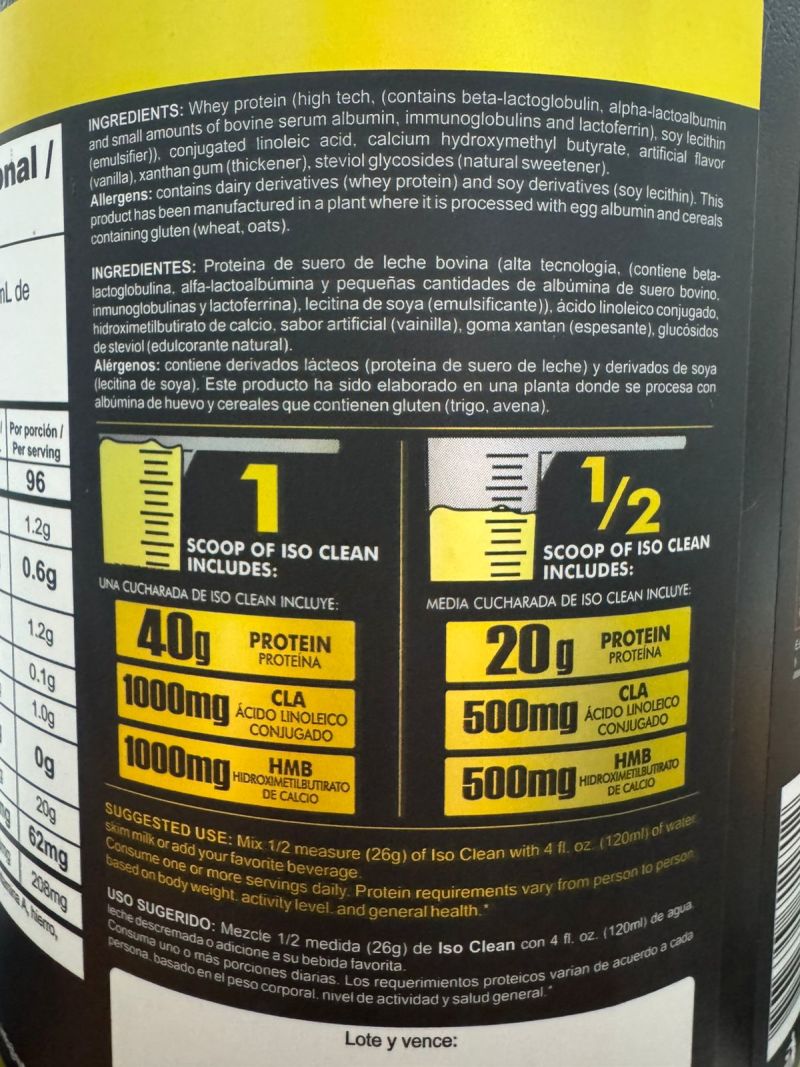 INGREDIENTS: Whey protein (high tech, (contains beta-lactoglobulin, alpha-lactoalbumin
and small amounts of bovine serum albumin, immunoglobulins and lactoferrin), soy lecithin
(emulsifier)), conjugated linoleic acid, calcium hydroxymethyl butyrate, artificial flavor
(vanilla), xanthan gum (thickener), steviol glycosides (natural sweetener).
Allergens: contains dairy derivatives (whey protein) and soy derivatives (soy lecithin). This
product has been manufactured in a plant where it is processed with egg albumin and cereals
containing gluten (wheat, oats).
INGREDIENTES: Proteina de suero de leche bovina (alta tecnologia, (contiene beta-
lactoglobulina, alfa-lactoalbúmina y pequeñas cantidades de albúmina de suero bovino,
inmunoglobulinas y lactoferrina), lecitina de soya (emulsificante)), ácido linoleico conjugado,
hidroximetilbutirato de calcio, sabor artificial (vainilla), goma xantan (espesante), glucósidos
de steviol (edulcorante natural).
Alérgenos: contiene derivados lácteos (proteina de suero de leche) y derivados de soya
(lecitina de soya). Este producto ha sido elaborado en una planta donde se procesa con
albúmina de huevo y cereales que contienen gluten (trigo, avena).
mL de
Por porción /
Per serving
96
1.2g
0.6g
1.2g
0.1g
1.0g
0g
20g
62mg
208mg
A, hierro,
1
SCOOP OF ISO CLEAN
INCLUDES:
UNA CUCHARADA DE ISO CLEAN INCLUYE:
40g PROTEIN
PROTEÍNA
1000mg CLA
ÁCIDO LINOLEICO
CONJUGADO
1000mg HMB
HIDROXIMETILBUTIRATO
DE CALCIO
1/2
SCOOP OF ISO CLEAN
INCLUDES:
MEDIA CUCHARADA DE ISO CLEAN INCLUYE:
20g PROTEIN
PROTEÍNA
500mg CLA
ÁCIDO LINOLEICO
CONJUGADO
500mg HMB
HIDROXIMETILBUTIRATO
DE CALCIO
SUGGESTED USE: Mix 1/2 measure (26g) of Iso Clean with 4 fl. oz. (120ml) of water,
skim milk or add your favorite beverage.
Consume one or more servings daily. Protein requirements vary from person to person
based on body weight, activity level, and general health.*
USO SUGERIDO: Mezcle 1/2 medida (26g) de Iso Clean con 4 fl. oz. (120ml) de agua,
leche descremada o adicione a su bebida favorita.
Consuma uno o más porciones diarias. Los requerimientos proteicos varian de acuerdo a cada
persona, basado en el peso corporal, nivel de actividad y salud general.*
Lote y vence: